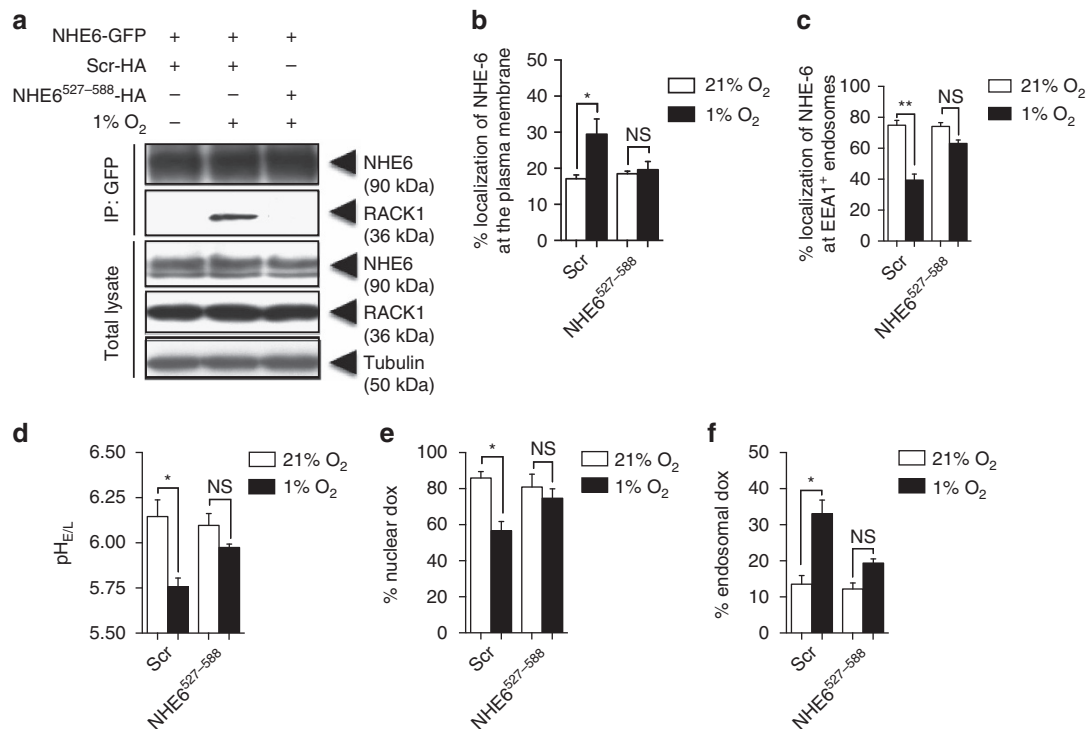 a
NHE6-GFP + + +
Scr-HA + + –
NHE6527–588-HA – – +
1% O2 – + +
IP: GFP
NHE6
(90 kDa)
RACK1
(36 kDa)
Total lysate
NHE6
(90 kDa)
RACK1
(36 kDa)
Tubulin
(50 kDa)
b
% localization of NHE-6
at the plasma membrane
50
40
30
20
10
0
*
NS
21% O2
1% O2
Scr
NHE6527–588
c
% localization of NHE-6
at EEA1+ endosomes
100
80
60
40
20
0
**
NS
21% O2
1% O2
Scr
NHE6527–588
d
pHE/L
6.50
6.25
6.00
5.75
5.50
*
NS
21% O2
1% O2
Scr
NHE6527–588
e
% nuclear dox
100
80
60
40
20
0
*
NS
21% O2
1% O2
Scr
NHE6527–588
f
% endosomal dox
50
40
30
20
10
0
*
NS
21% O2
1% O2
Scr
NHE6527–588